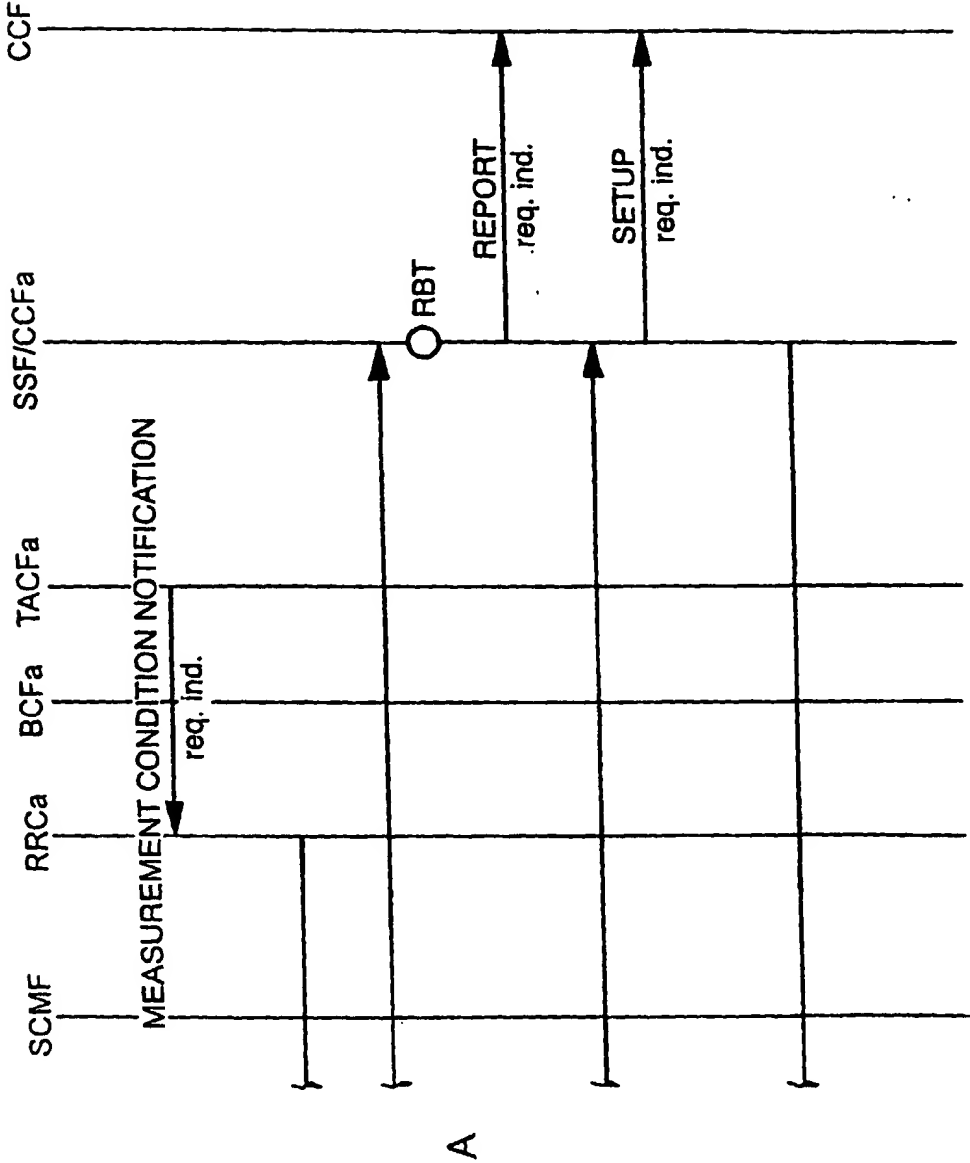 SCMF
RRCa
BCFa
TACFa
SSF/CCFa
CCF
MEASUREMENT CONDITION NOTIFICATION
req. ind.
RBT
REPORT
req. ind.
SETUP
req. ind.
A